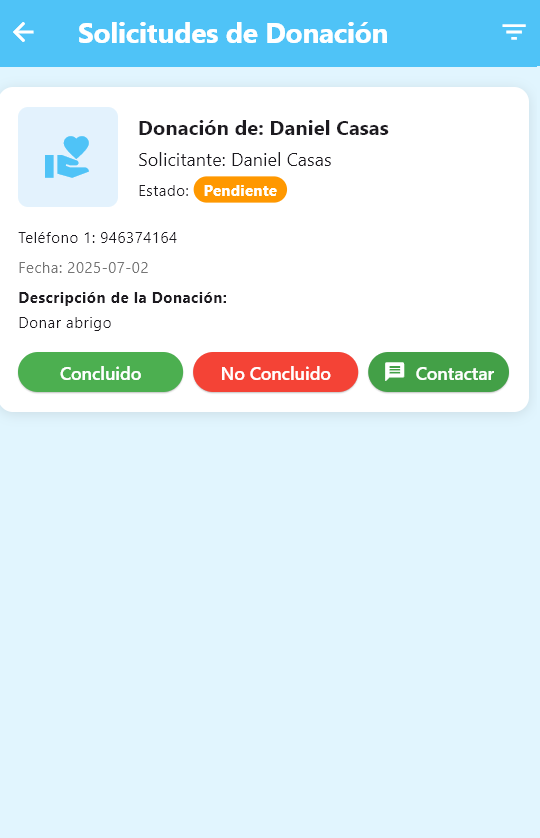 Solicitudes de Donación
Donación de: Daniel Casas
Solicitante: Daniel Casas
Estado: Pendiente
Teléfono 1: 946374164
Fecha: 2025-07-02
Descripción de la Donación:
Donar abrigo
Concluido No Concluido Contactar